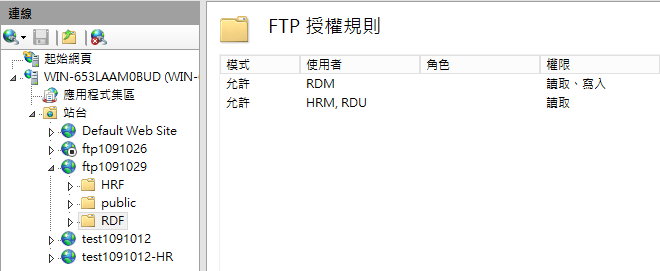 連線
起始網頁
WIN-653LAAM0BUD (WIN-
應用程式集區
站台
Default Web Site
ftp1091026
ftp1091029
HRF
public
RDF
test1091012
test1091012-HR
FTP 授權規則
模式 使用者 角色 權限
允許 RDM 讀取、寫入
允許 HRM, RDU 讀取